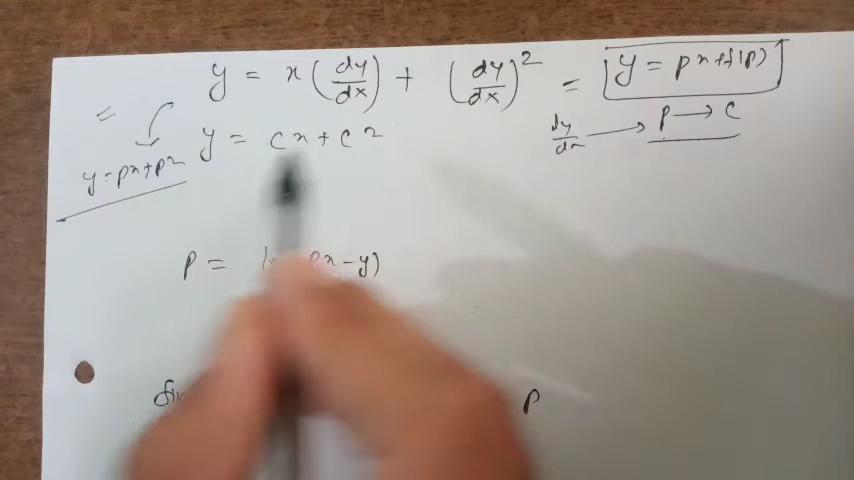 y = x(dy/dx) + (dy/dx)² = y = px+f(p)
= y = cx + c²
dy/dx → p → c
y=px+p²
p = px-y)
p